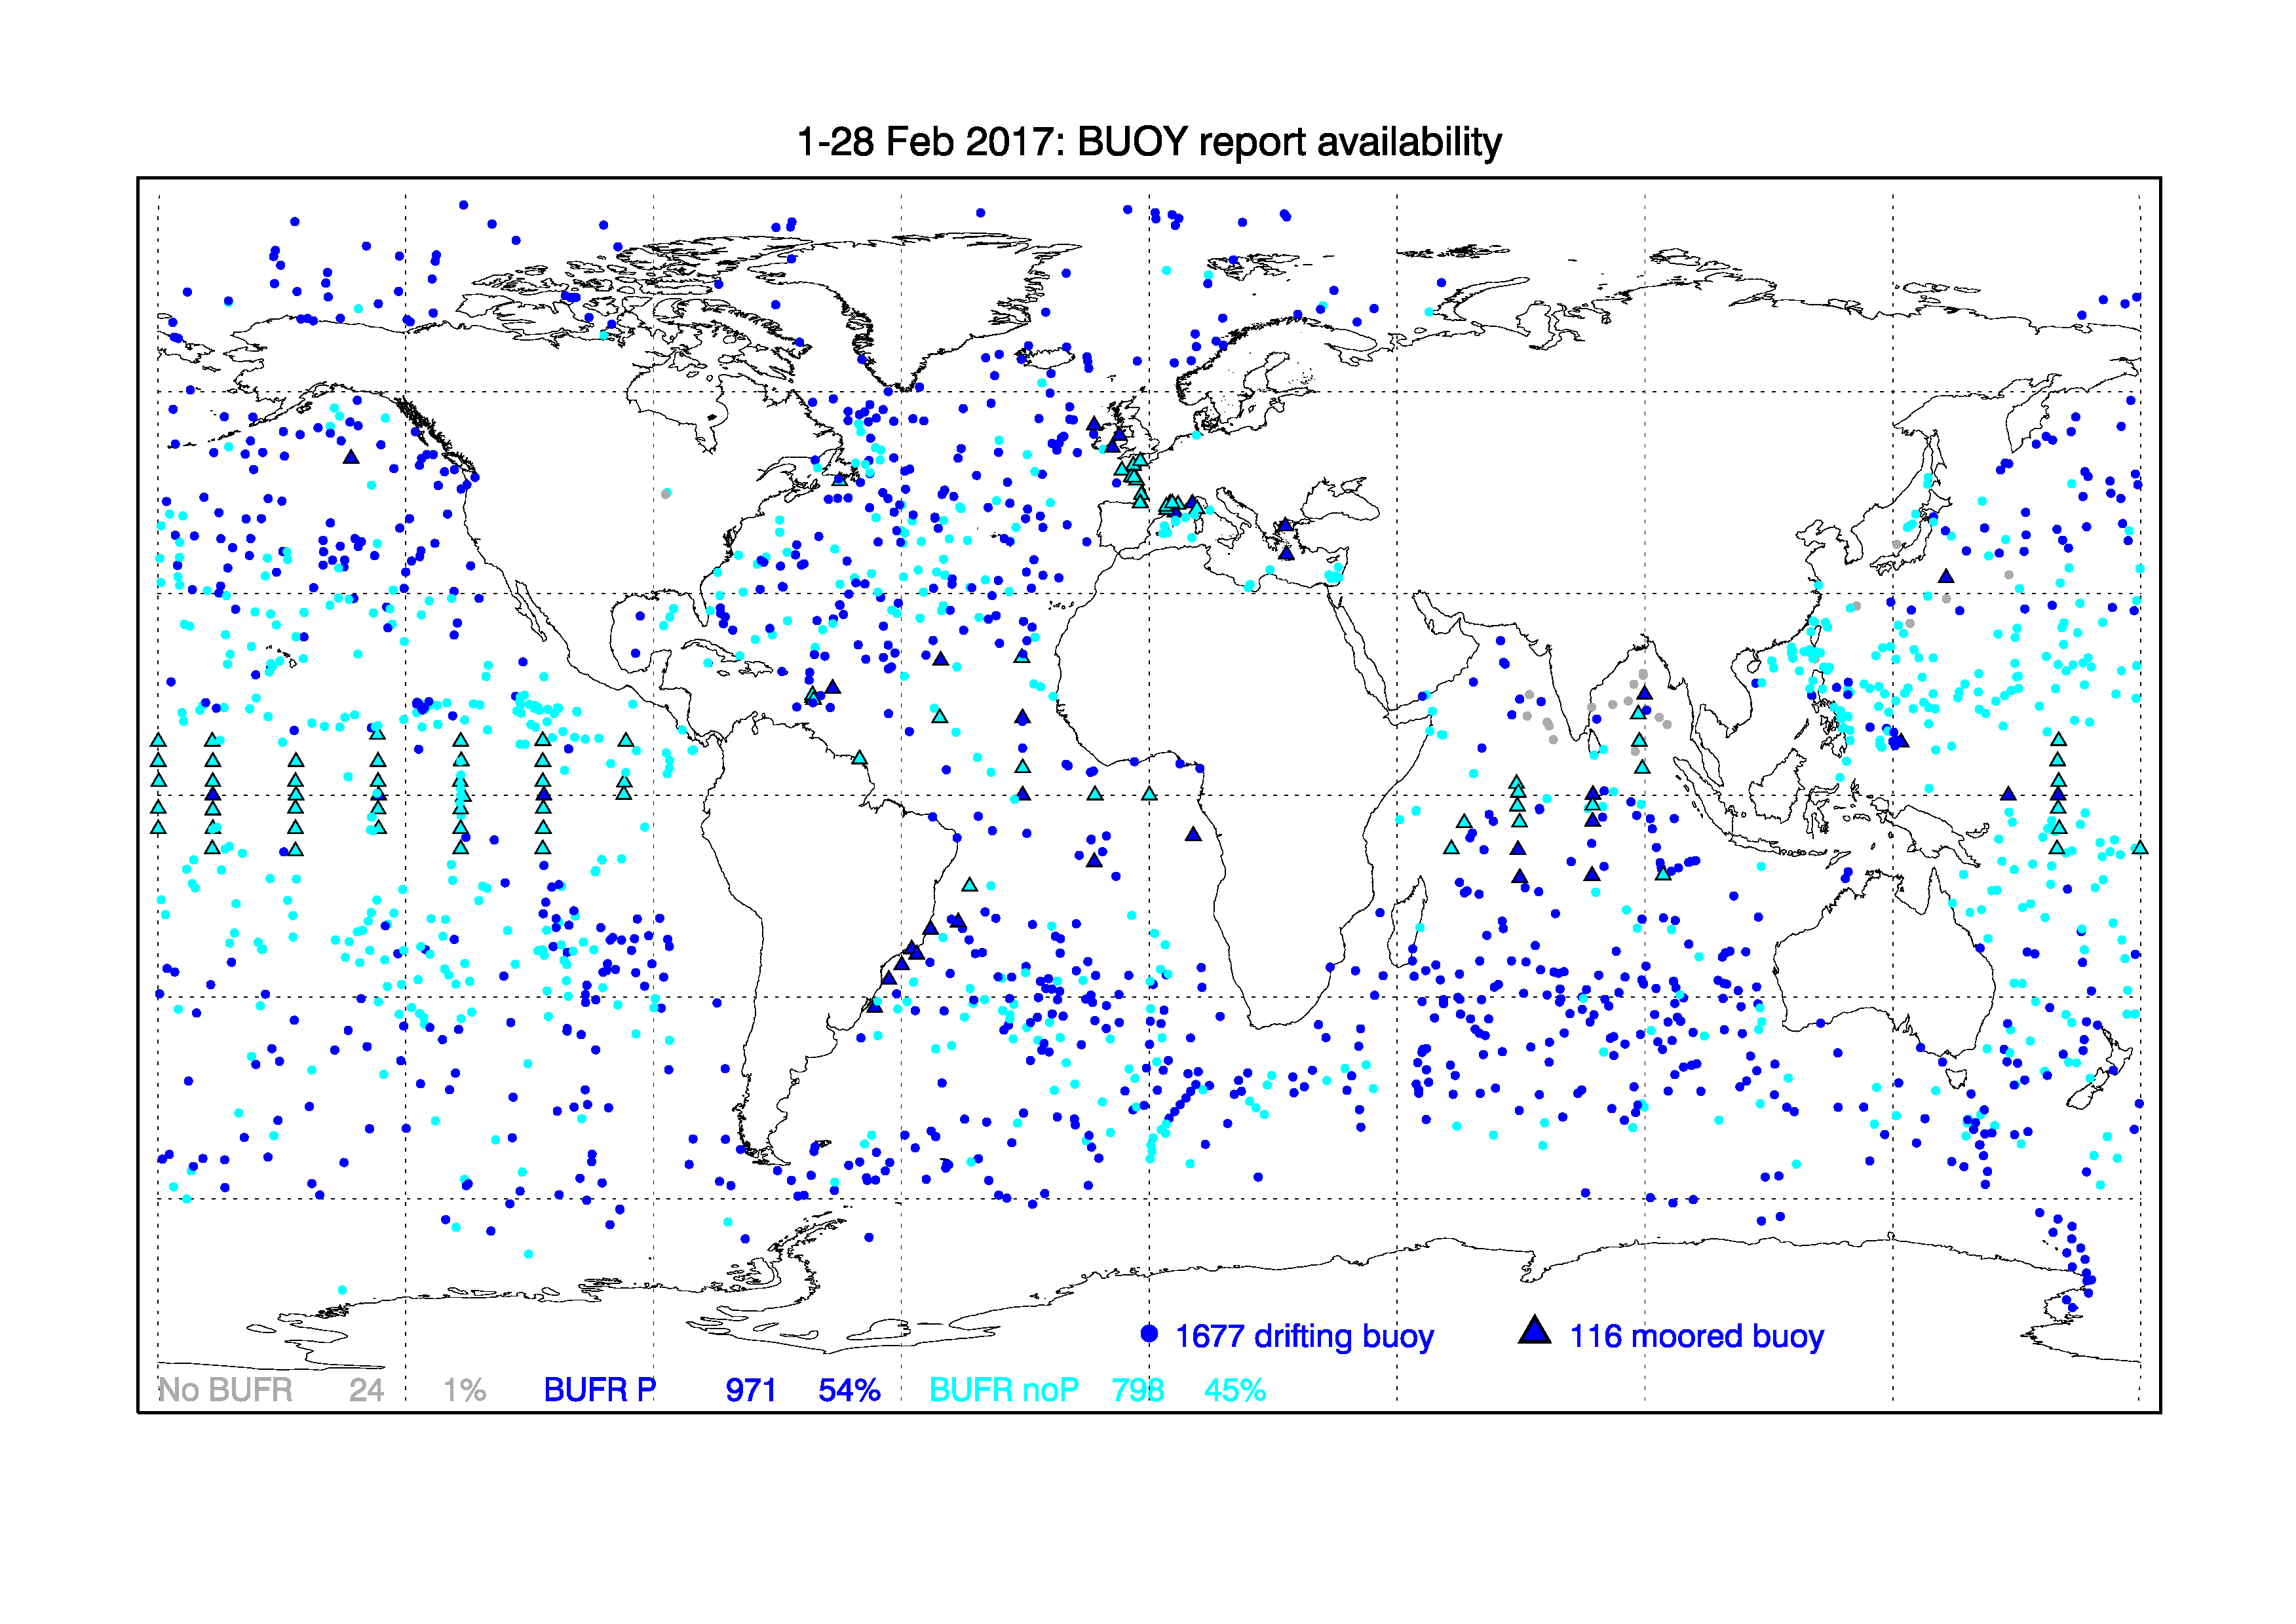 1-28 Feb 2017: BUOY report availability
1677 drifting buoy 116 moored buoy
No BUFR 24 1% BUFR P 971 54% BUFR noP 798 45%